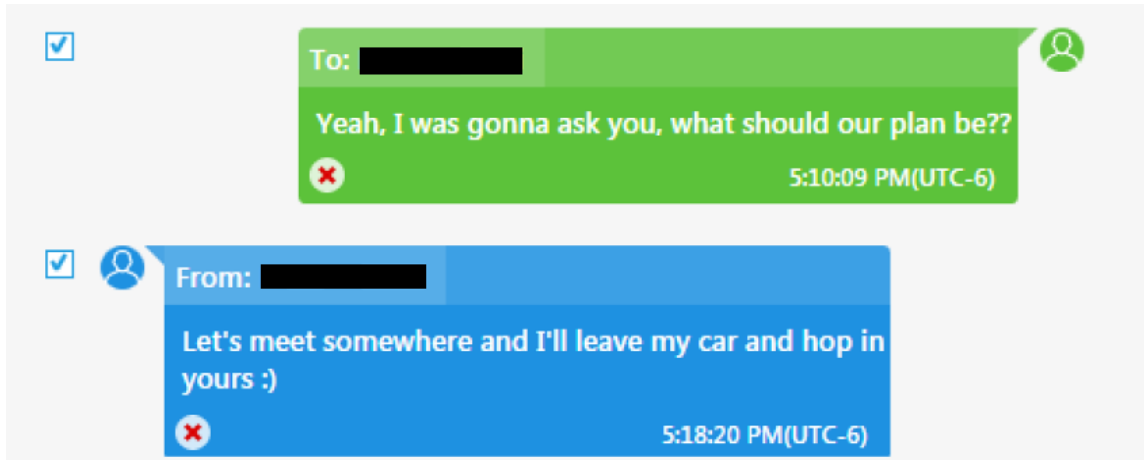 To:
Yeah, I was gonna ask you, what should our plan be??
5:10:09 PM(UTC-6)
From:
Let's meet somewhere and I'll leave my car and hop in
yours :)
5:18:20 PM(UTC-6)